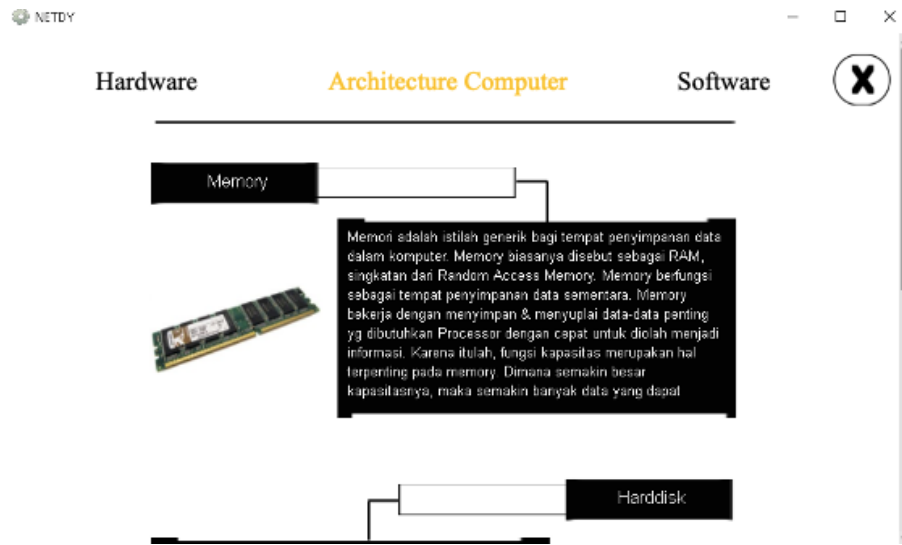 NETDY
Hardware
Architecture Computer
Software
X
Memory
Memori adalah istilah generik bagi tempat penyimpanan data
dalam komputer. Memory biasanya disebut sebagai RAM,
singkatan dari Random Access Memory. Memory berfungsi
sebagai tempat penyimpanan data sementara. Memory
bekerja dengan menyimpan & menyuplai data-data penting
yg dibutuhkan Processor dengan cepat untuk diolah menjadi
informasi. Karena itulah, fungsi kapasitas merupakan hal
terpenting pada memory. Dimana semakin besar
kapasitasnya, maka semakin banyak data yang dapat
Harddisk